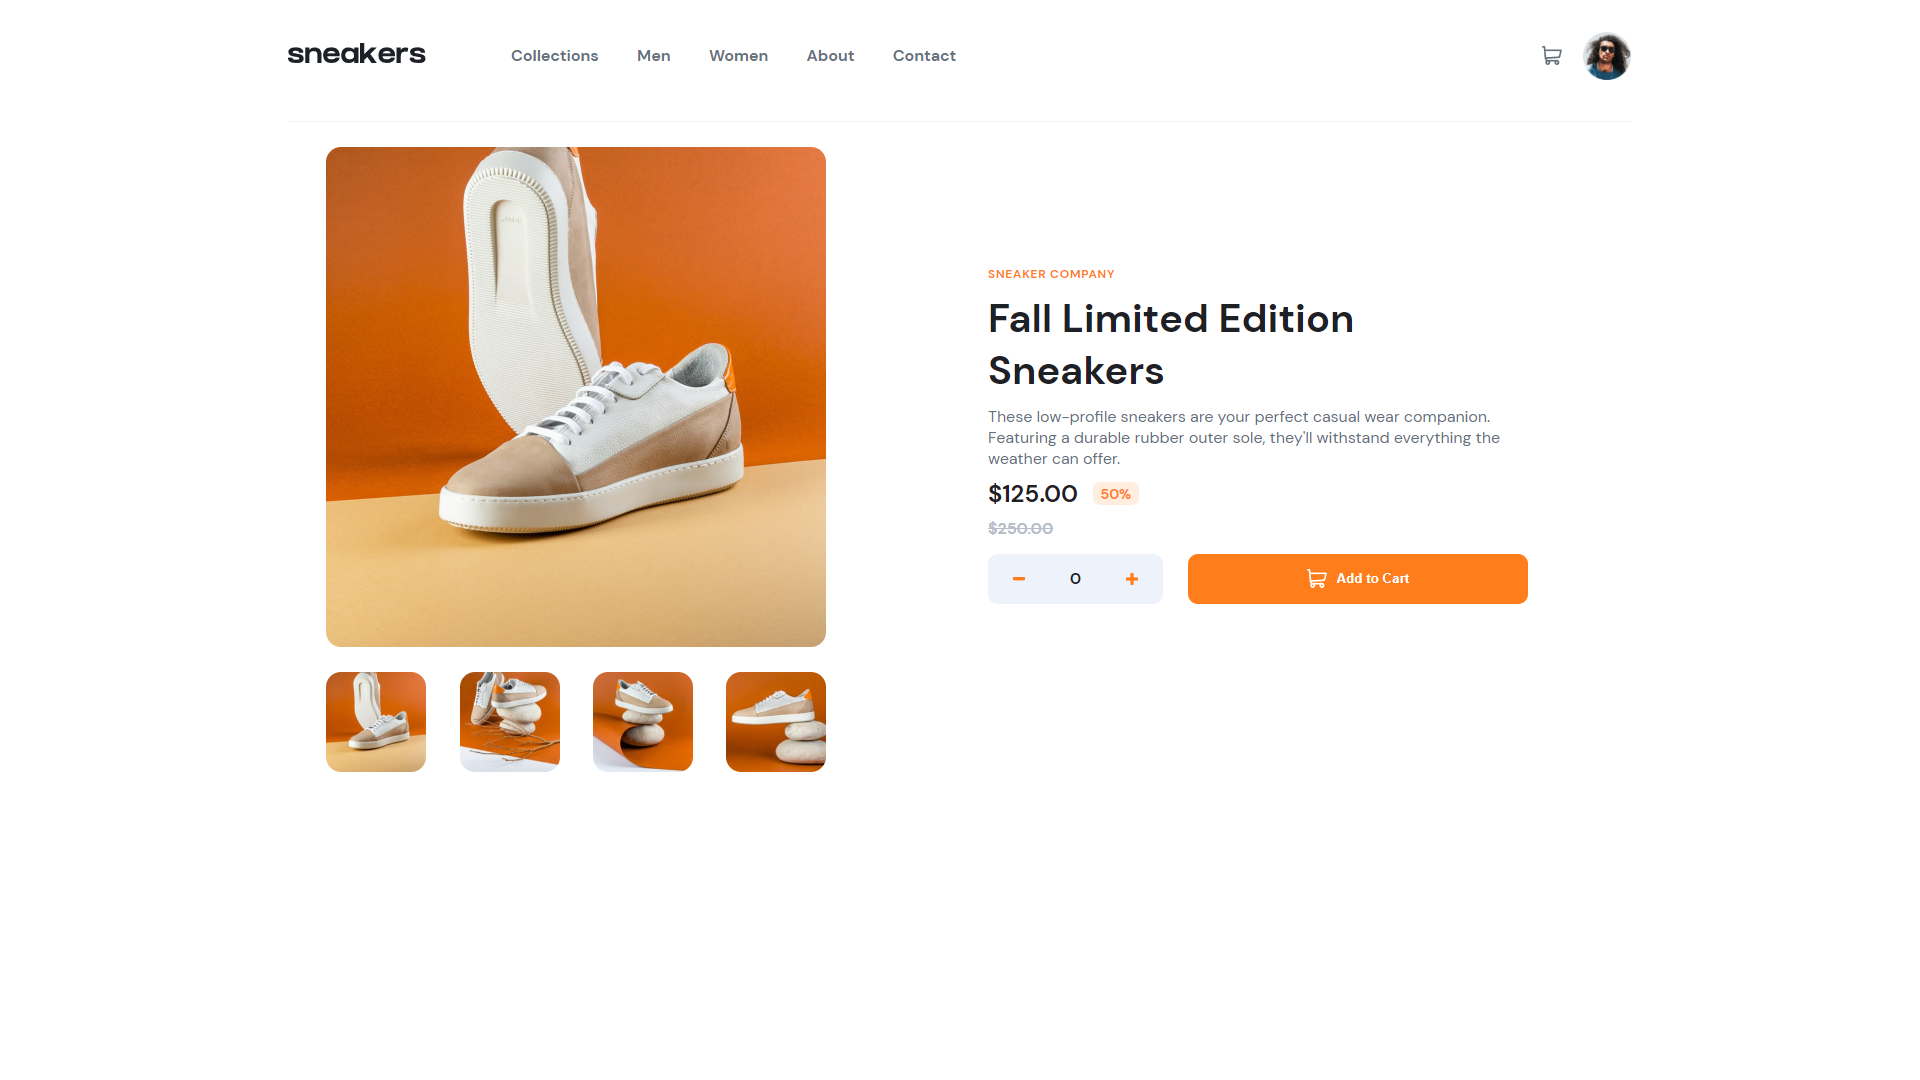 sneakers
Collections Men Women About Contact
SNEAKER COMPANY
Fall Limited Edition
Sneakers
These low-profile sneakers are your perfect casual wear companion.
Featuring a durable rubber outer sole, they'll withstand everything the
weather can offer.
$125.00 50%
$250.00
0 Add to Cart